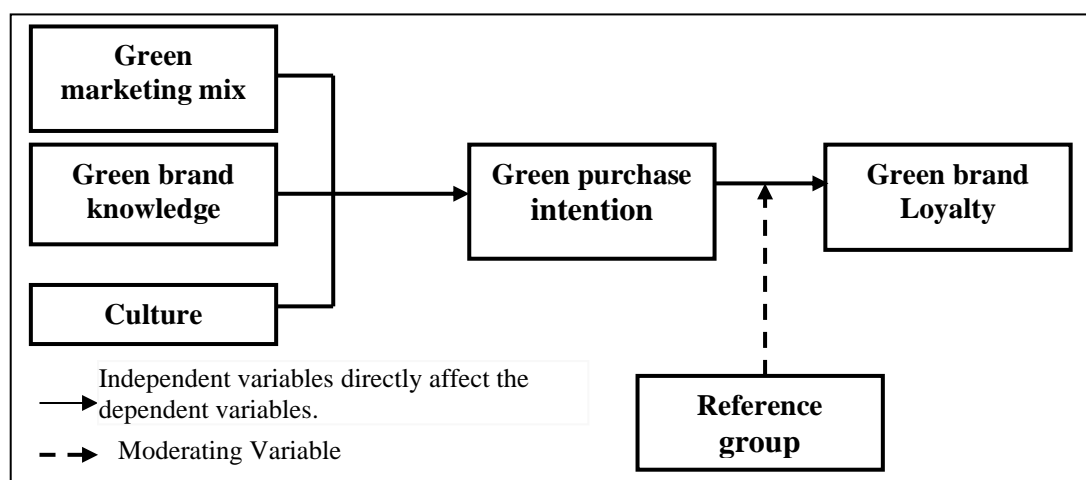 Green
marketing mix
Green brand
knowledge
Culture
Green purchase
intention
Green brand
Loyalty
Reference
group
Independent variables directly affect the
dependent variables.
Moderating Variable